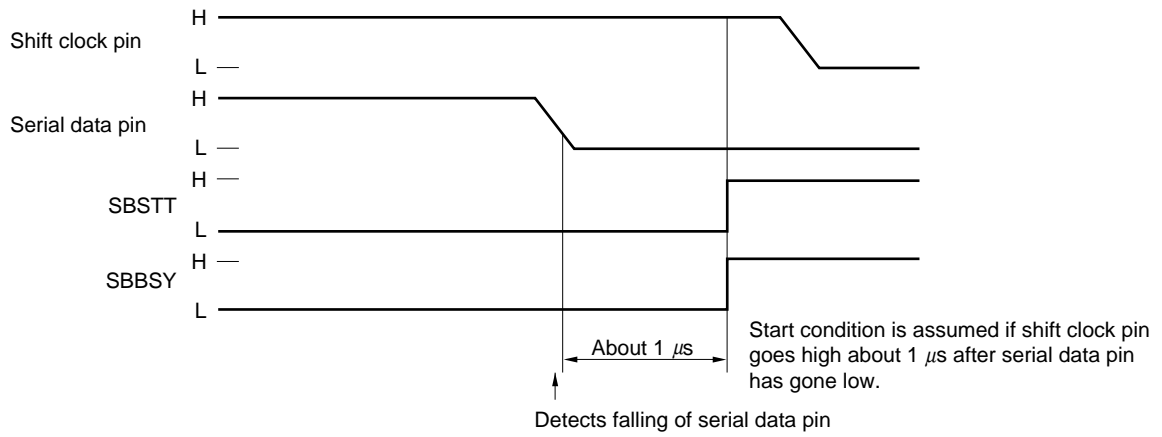 H
Shift clock pin
L
H
Serial data pin
L
H
SBSTT
L
H
SBBSY
L
About 1 μs
Start condition is assumed if shift clock pin
goes high about 1 μs after serial data pin
has gone low.
Detects falling of serial data pin